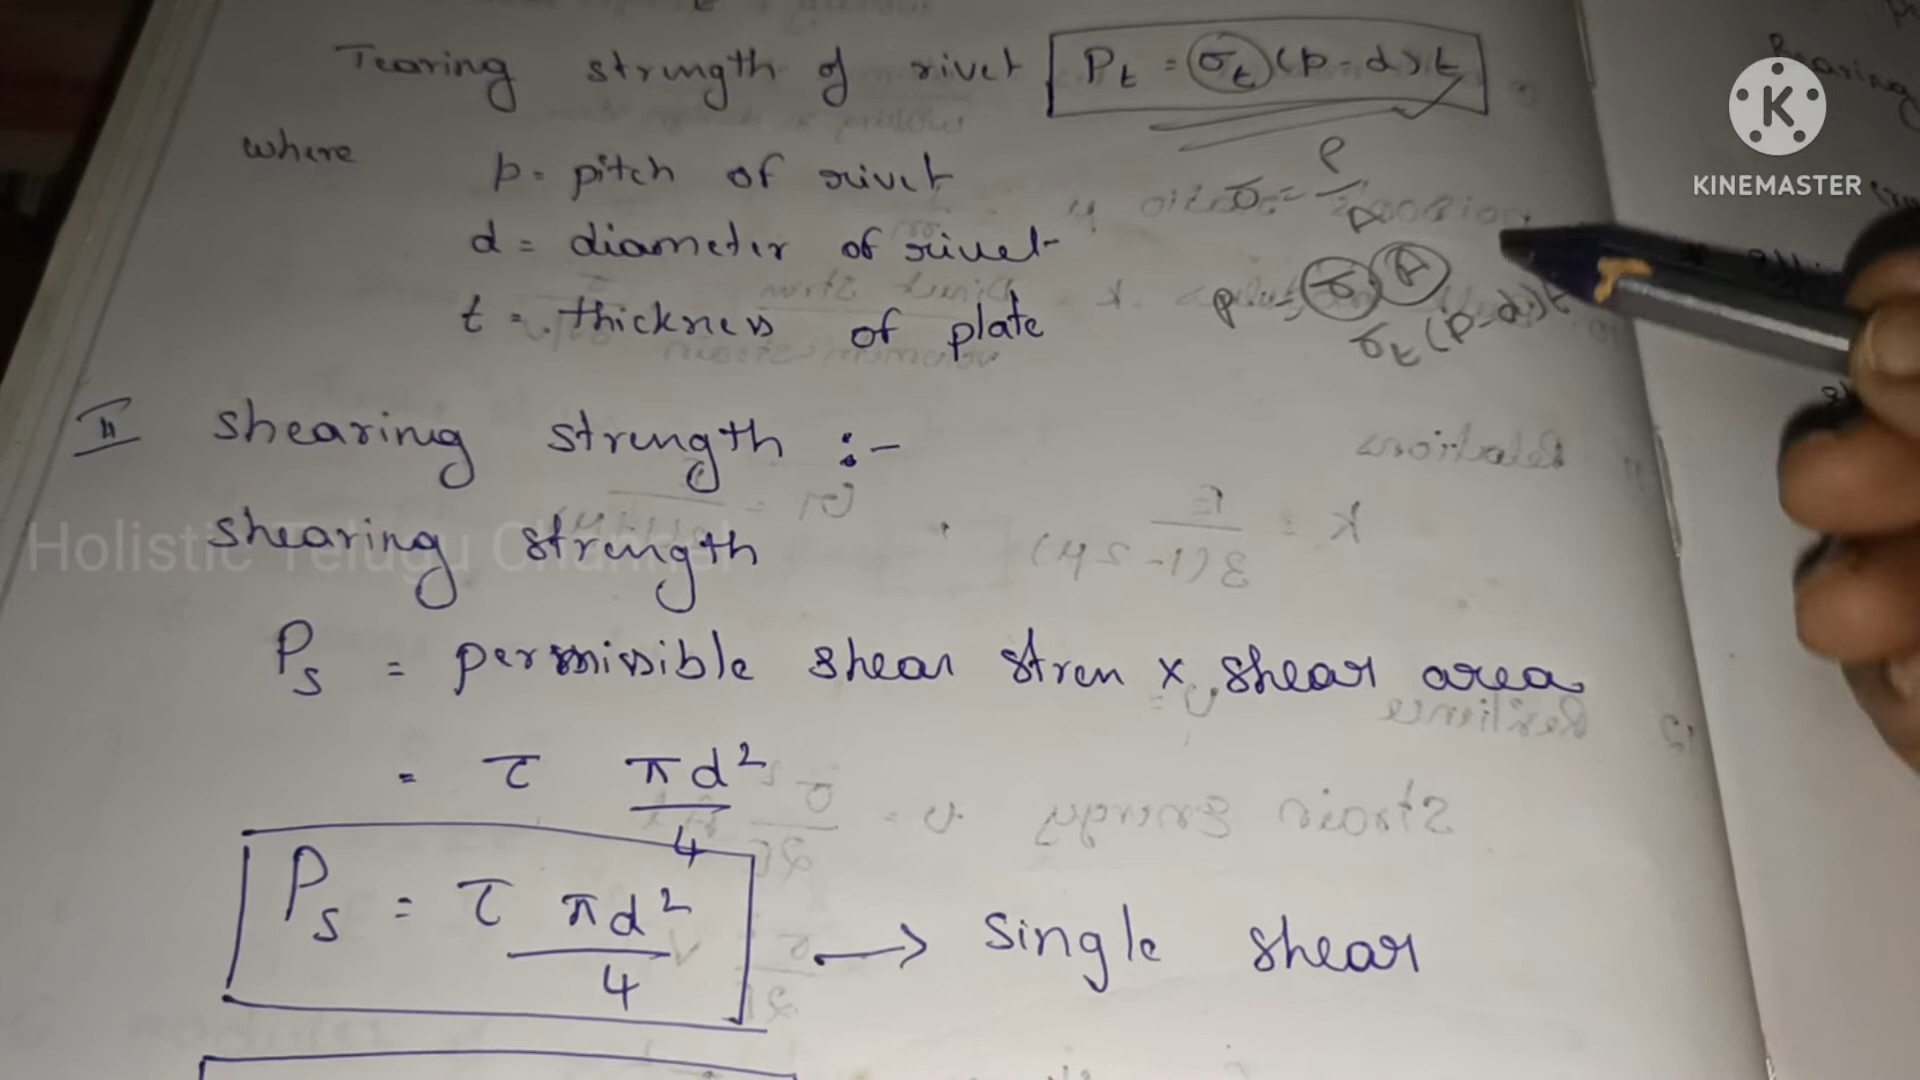 Tearing strength of rivet Pt = σt (p-d)t
where p = pitch of rivet
d = diameter of rivet
t = thickness of plate
σ = P/A
P = σ A
σt (p-d)t
II shearing strength :-
shearing strength
Ps = permissible shear stress × shear area
= τ πd²/4
Ps = τ πd²/4 → single shear
KINEMASTER
Holistic Telugu Channel